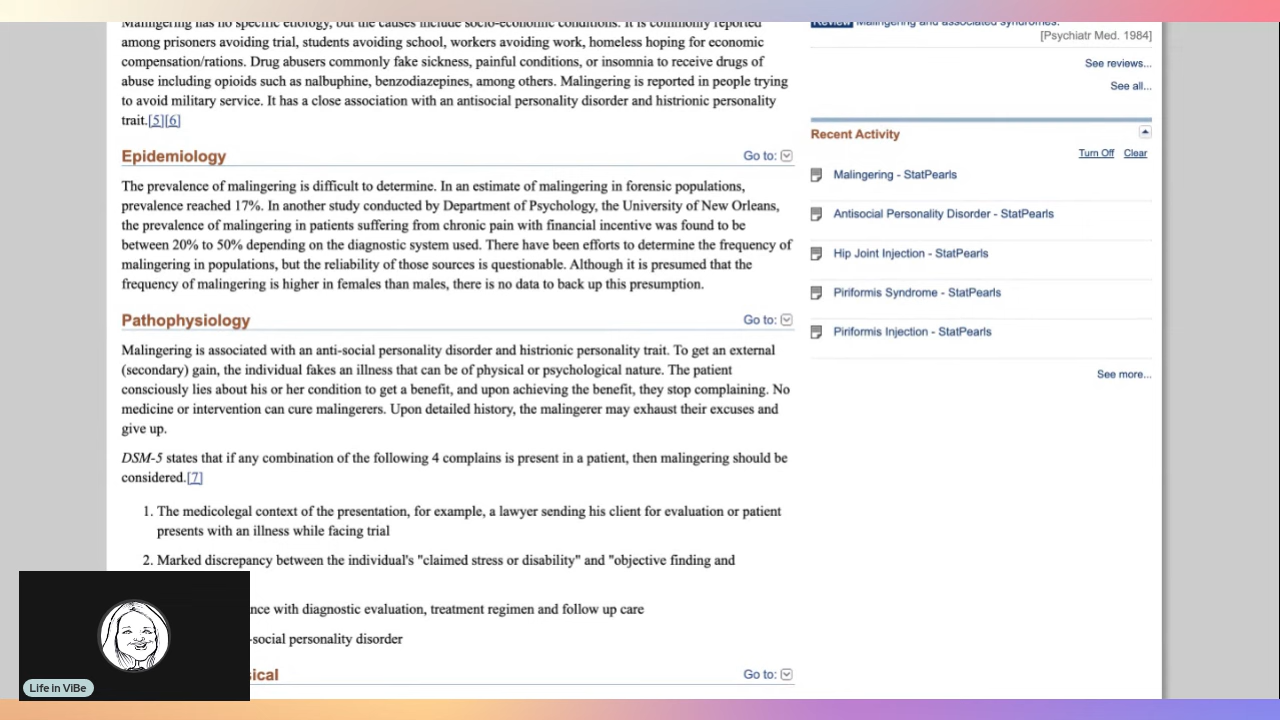 Malingering has no specific etiology, but the causes include socio-economic conditions. It is commonly reported
among prisoners avoiding trial, students avoiding school, workers avoiding work, homeless hoping for economic
compensation/rations. Drug abusers commonly fake sickness, painful conditions, or insomnia to receive drugs of
abuse including opioids such as nalbuphine, benzodiazepines, among others. Malingering is reported in people trying
to avoid military service. It has a close association with an antisocial personality disorder and histrionic personality
trait.[5][6]
Epidemiology Go to:
The prevalence of malingering is difficult to determine. In an estimate of malingering in forensic populations,
prevalence reached 17%. In another study conducted by Department of Psychology, the University of New Orleans,
the prevalence of malingering in patients suffering from chronic pain with financial incentive was found to be
between 20% to 50% depending on the diagnostic system used. There have been efforts to determine the frequency of
malingering in populations, but the reliability of those sources is questionable. Although it is presumed that the
frequency of malingering is higher in females than males, there is no data to back up this presumption.
Pathophysiology Go to:
Malingering is associated with an anti-social personality disorder and histrionic personality trait. To get an external
(secondary) gain, the individual fakes an illness that can be of physical or psychological nature. The patient
consciously lies about his or her condition to get a benefit, and upon achieving the benefit, they stop complaining. No
medicine or intervention can cure malingerers. Upon detailed history, the malingerer may exhaust their excuses and
give up.
DSM-5 states that if any combination of the following 4 complains is present in a patient, then malingering should be
considered.[7]
1. The medicolegal context of the presentation, for example, a lawyer sending his client for evaluation or patient
presents with an illness while facing trial
2. Marked discrepancy between the individual's "claimed stress or disability" and "objective finding and
nce with diagnostic evaluation, treatment regimen and follow up care
-social personality disorder
sical Go to:
Review Malingering and associated syndromes.
[Psychiatr Med. 1984]
See reviews...
See all...
Recent Activity
Turn Off Clear
Malingering - StatPearls
Antisocial Personality Disorder - StatPearls
Hip Joint Injection - StatPearls
Piriformis Syndrome - StatPearls
Piriformis Injection - StatPearls
See more...
Life in ViBe